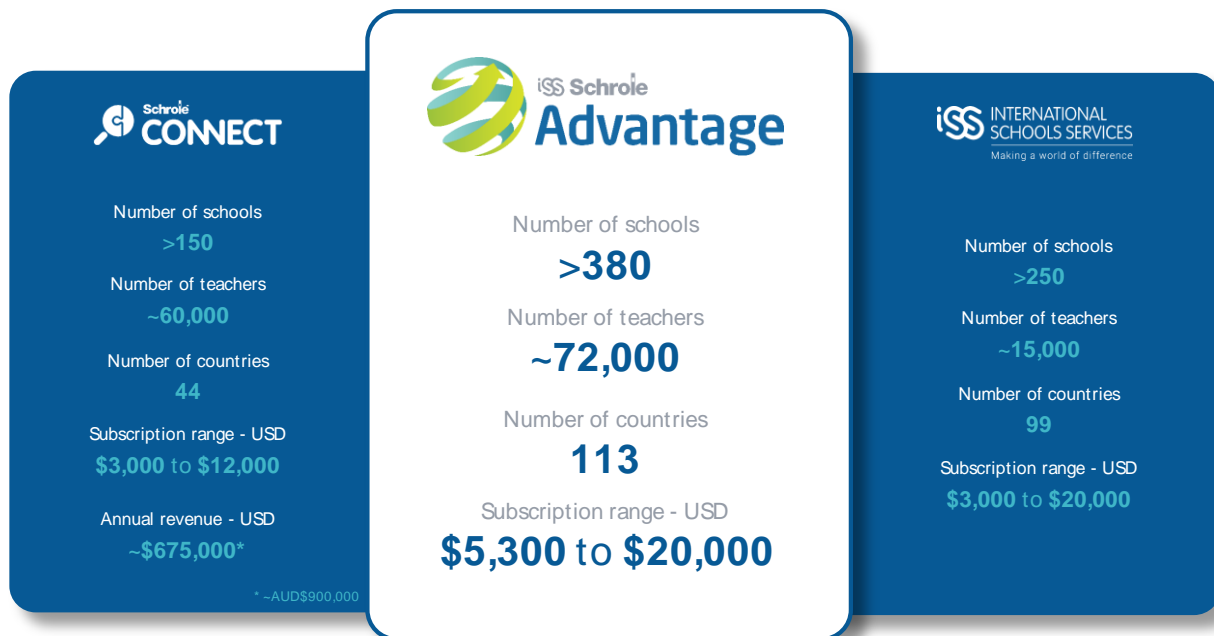 Schrole
CONNECT
Number of schools
>150
Number of teachers
~60,000
Number of countries
44
Subscription range - USD
$3,000 to $12,000
Annual revenue - USD
~$675,000*
* ~AUD$900,000
iSS Schrole
Advantage
Number of schools
>380
Number of teachers
~72,000
Number of countries
113
Subscription range - USD
$5,300 to $20,000
iSS INTERNATIONAL
SCHOOLS SERVICES
Making a world of difference
Number of schools
>250
Number of teachers
~15,000
Number of countries
99
Subscription range - USD
$3,000 to $20,000